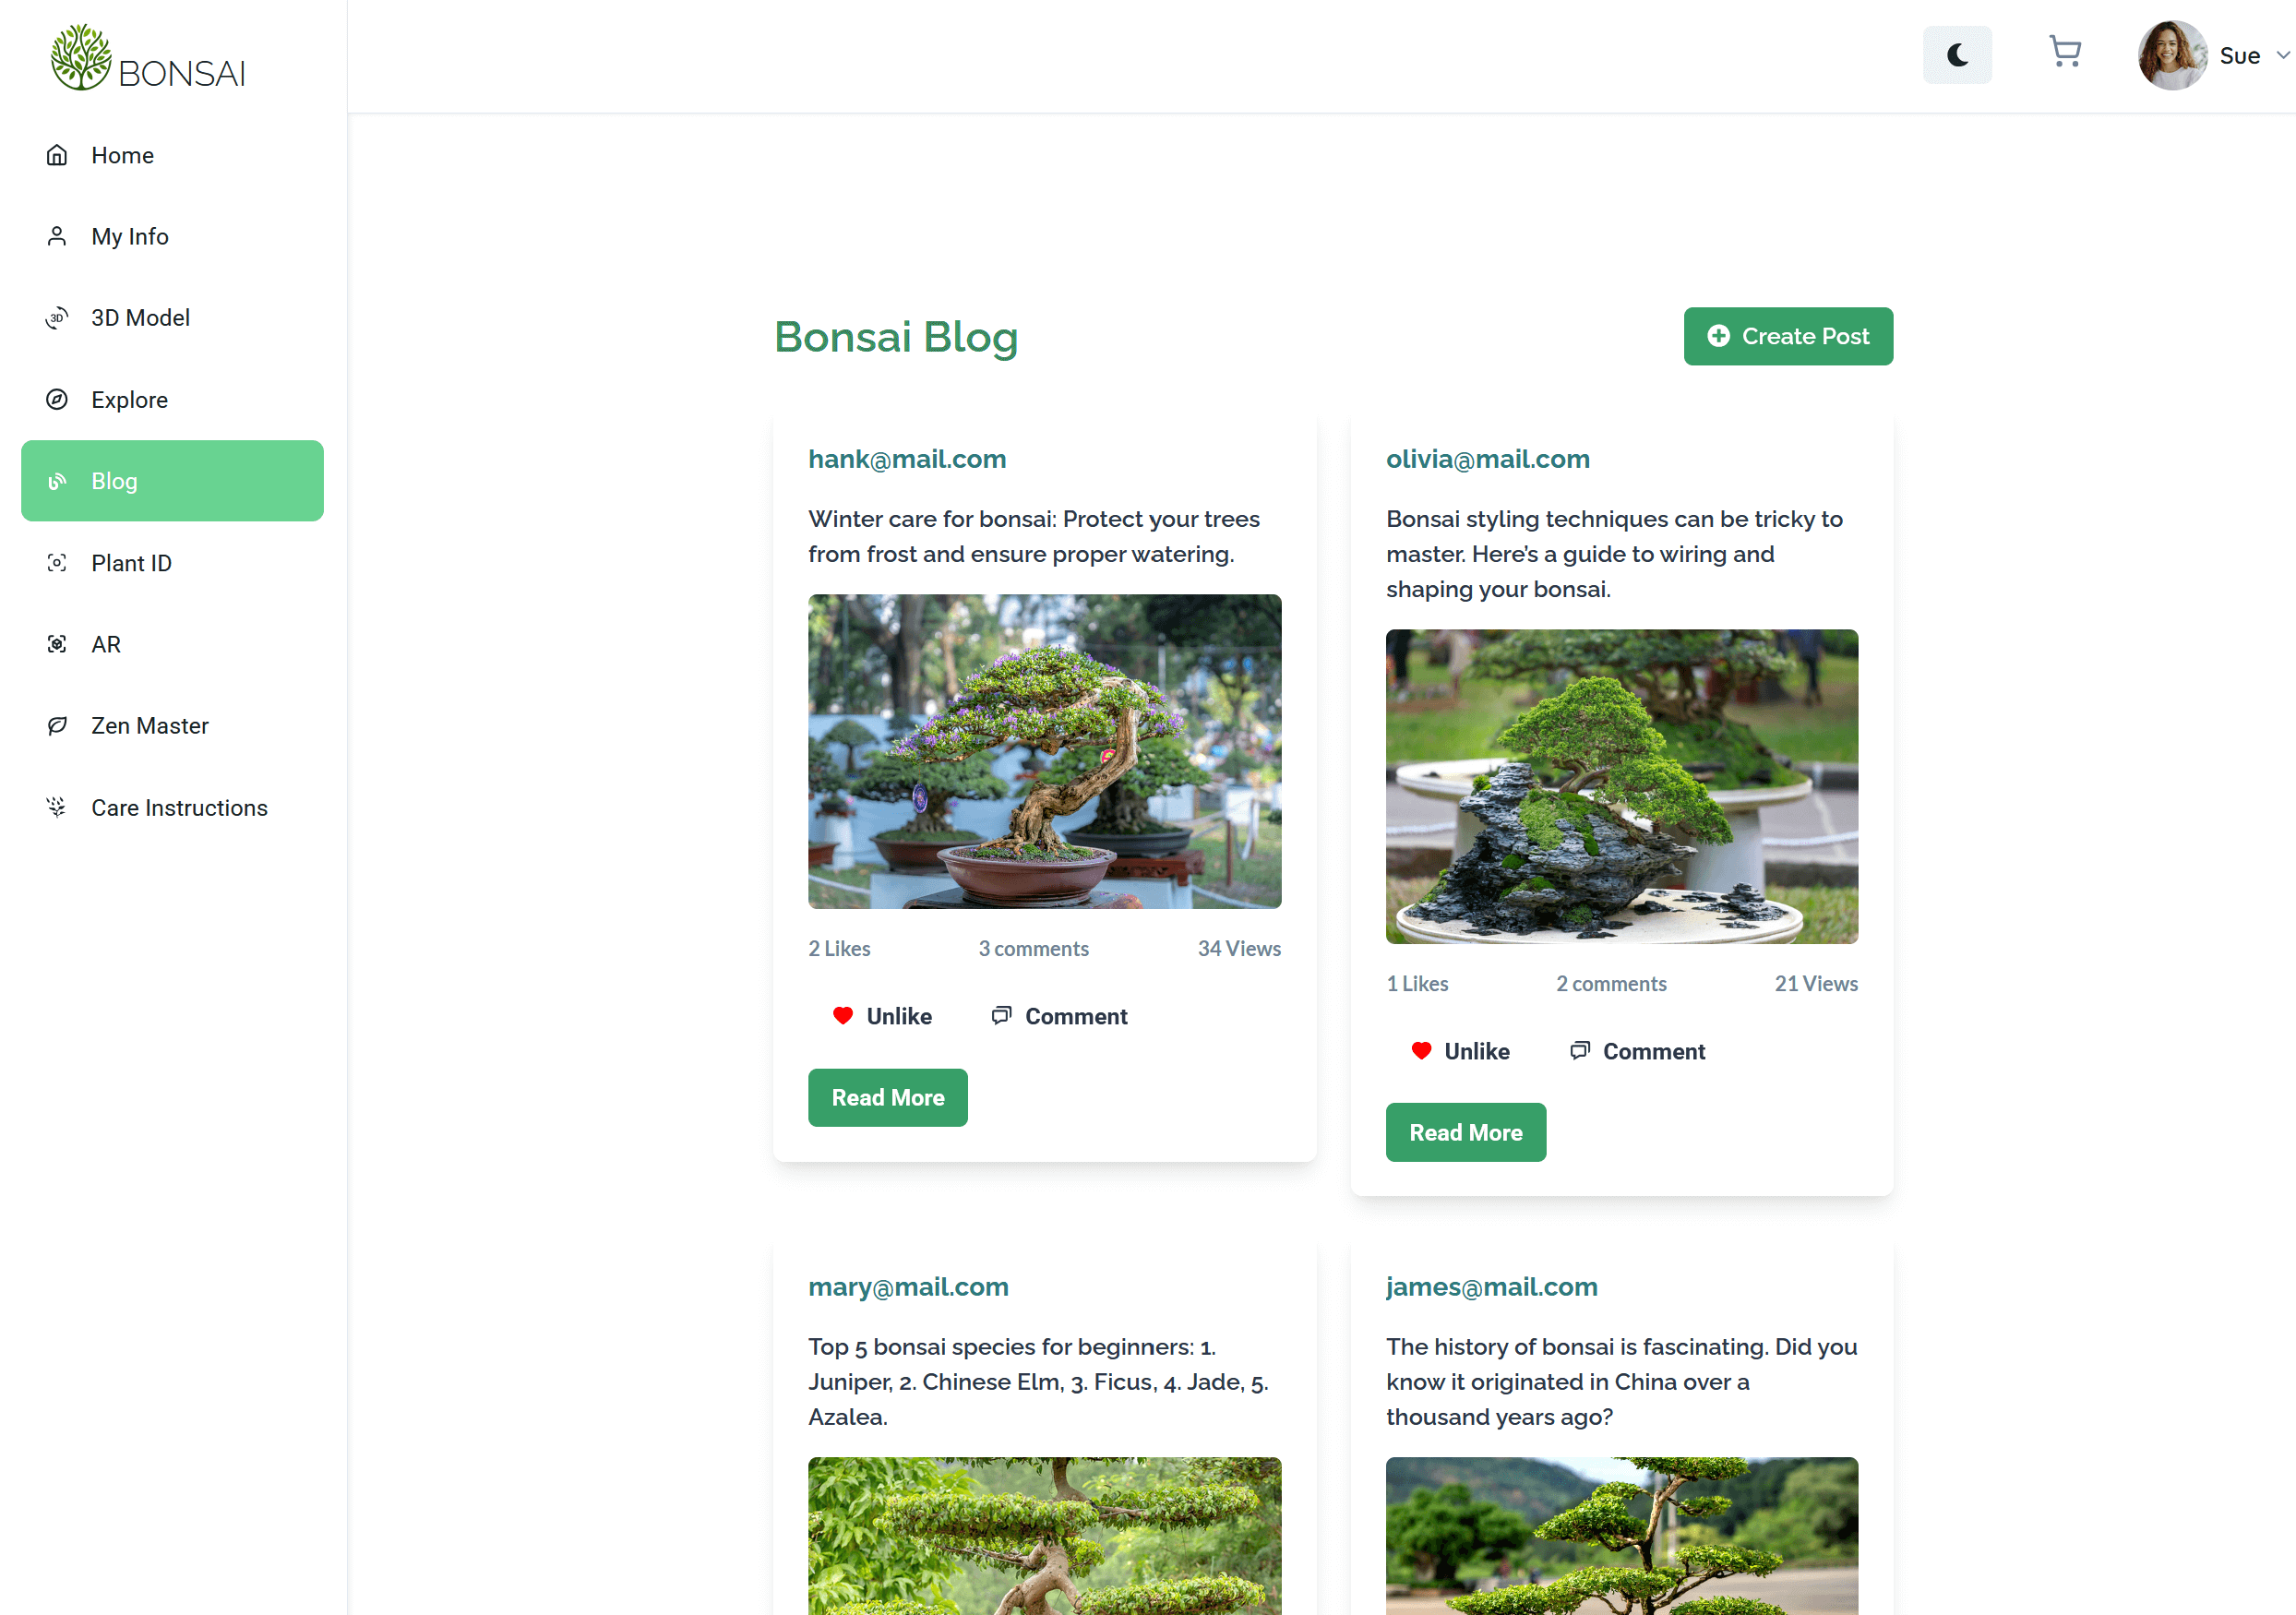 BONSAI
Sue
Home
My Info
3D Model
Explore
Blog
Plant ID
AR
Zen Master
Care Instructions
Bonsai Blog
Create Post
hank@mail.com
Winter care for bonsai: Protect your trees
from frost and ensure proper watering.
2 Likes
3 comments
34 Views
Unlike
Comment
Read More
olivia@mail.com
Bonsai styling techniques can be tricky to
master. Here’s a guide to wiring and
shaping your bonsai.
1 Likes
2 comments
21 Views
Unlike
Comment
Read More
mary@mail.com
Top 5 bonsai species for beginners: 1.
Juniper, 2. Chinese Elm, 3. Ficus, 4. Jade, 5.
Azalea.
james@mail.com
The history of bonsai is fascinating. Did you
know it originated in China over a
thousand years ago?